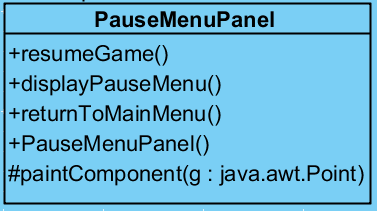 PauseMenuPanel
+resumeGame()
+displayPauseMenu()
+returnToMainMenu()
+PauseMenuPanel()
#paintComponent(g : java.awt.Point)